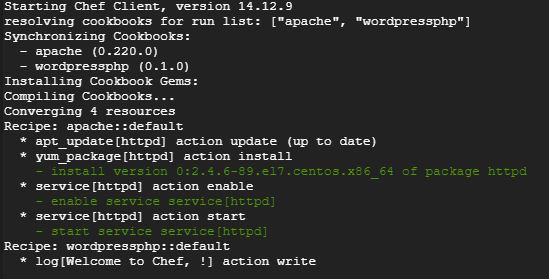 Starting Chef Client, version 14.12.9
resolving cookbooks for run list: ["apache", "wordpressphp"]
Synchronizing Cookbooks:
  - apache (0.220.0)
  - wordpressphp (0.1.0)
Installing Cookbook Gems:
Compiling Cookbooks...
Converging 4 resources
Recipe: apache::default
  * apt_update[httpd] action update (up to date)
  * yum_package[httpd] action install
    - install version 0:2.4.6-89.el7.centos.x86_64 of package httpd
  * service[httpd] action enable
    - enable service service[httpd]
  * service[httpd] action start
    - start service service[httpd]
Recipe: wordpressphp::default
  * log[Welcome to Chef, !] action write